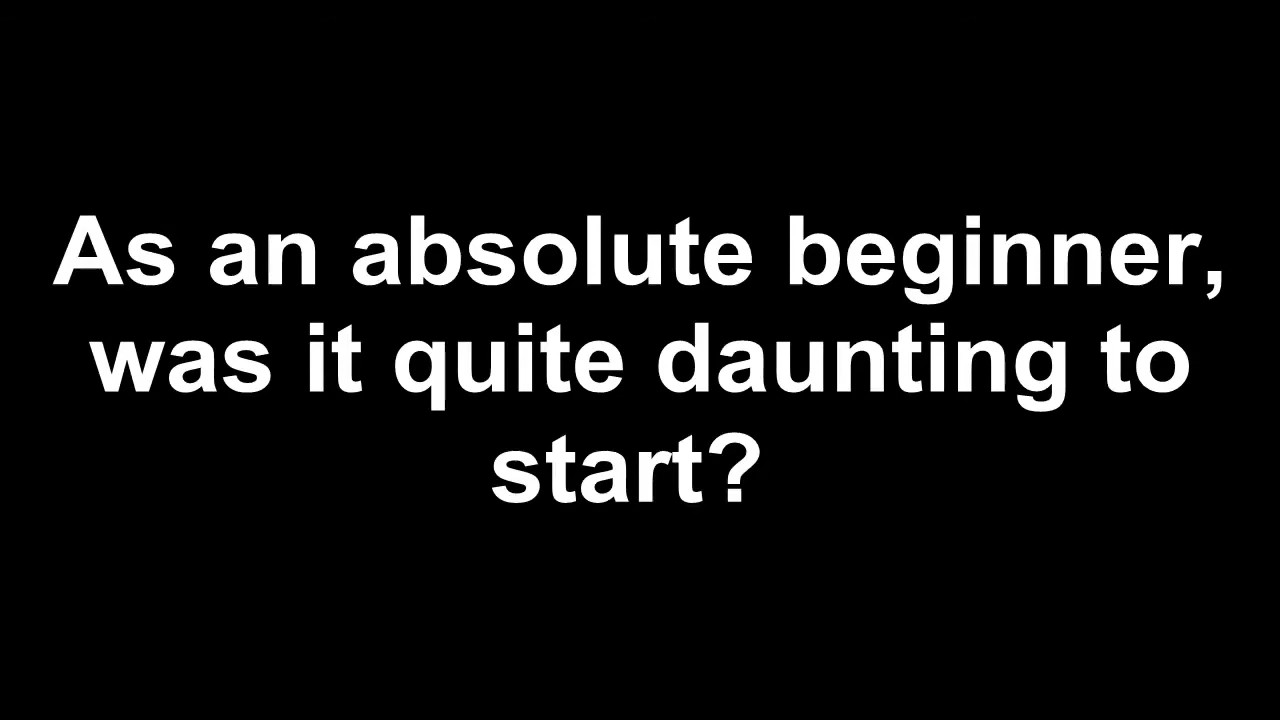 As an absolute beginner,
was it quite daunting to
start?